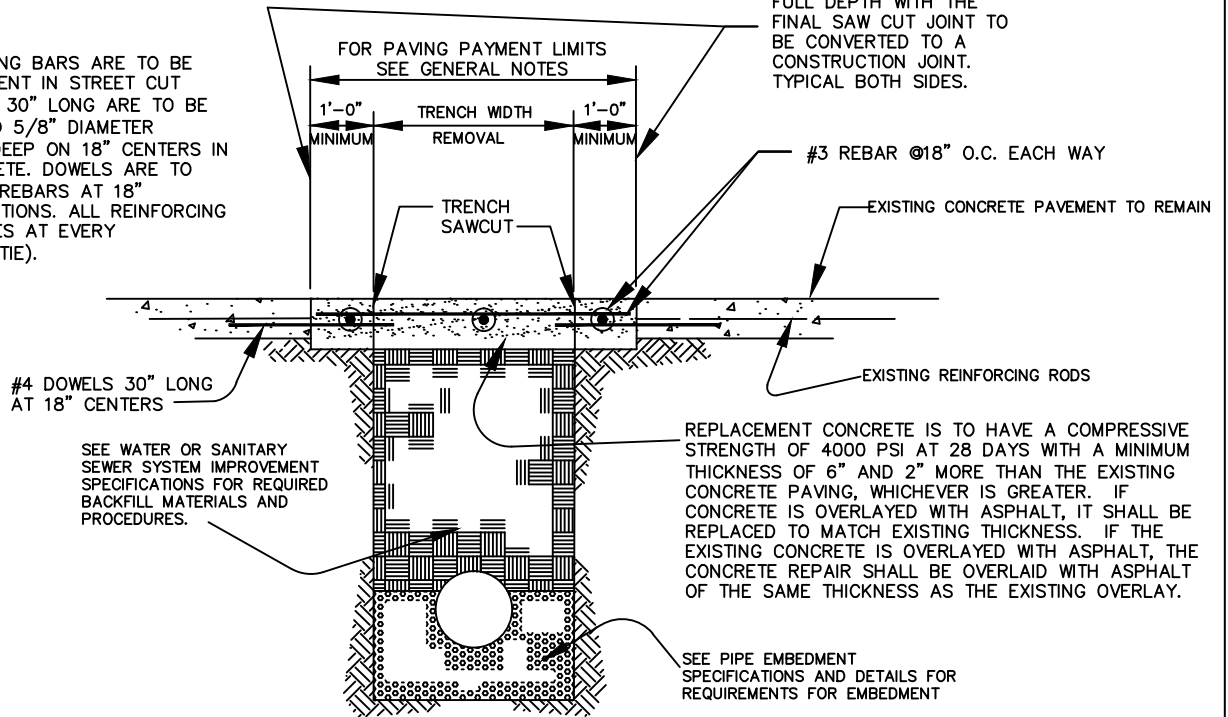 FULL DEPTH WITH THE
FINAL SAW CUT JOINT TO
BE CONVERTED TO A
CONSTRUCTION JOINT.
TYPICAL BOTH SIDES.
FOR PAVING PAYMENT LIMITS
SEE GENERAL NOTES
NG BARS ARE TO BE
ENT IN STREET CUT
30" LONG ARE TO BE
5/8" DIAMETER
DEEP ON 18" CENTERS IN
ETE. DOWELS ARE TO
REBARS AT 18"
TIONS. ALL REINFORCING
ES AT EVERY
TIE).
1'-0"
MINIMUM
TRENCH WIDTH
REMOVAL
1'-0"
MINIMUM
#3 REBAR @18" O.C. EACH WAY
TRENCH
SAWCUT
EXISTING CONCRETE PAVEMENT TO REMAIN
#4 DOWELS 30" LONG
AT 18" CENTERS
EXISTING REINFORCING RODS
SEE WATER OR SANITARY
SEWER SYSTEM IMPROVEMENT
SPECIFICATIONS FOR REQUIRED
BACKFILL MATERIALS AND
PROCEDURES.
REPLACEMENT CONCRETE IS TO HAVE A COMPRESSIVE
STRENGTH OF 4000 PSI AT 28 DAYS WITH A MINIMUM
THICKNESS OF 6" AND 2" MORE THAN THE EXISTING
CONCRETE PAVING, WHICHEVER IS GREATER. IF
CONCRETE IS OVERLAYED WITH ASPHALT, IT SHALL BE
REPLACED TO MATCH EXISTING THICKNESS. IF THE
EXISTING CONCRETE IS OVERLAYED WITH ASPHALT, THE
CONCRETE REPAIR SHALL BE OVERLAID WITH ASPHALT
OF THE SAME THICKNESS AS THE EXISTING OVERLAY.
SEE PIPE EMBEDMENT
SPECIFICATIONS AND DETAILS FOR
REQUIREMENTS FOR EMBEDMENT